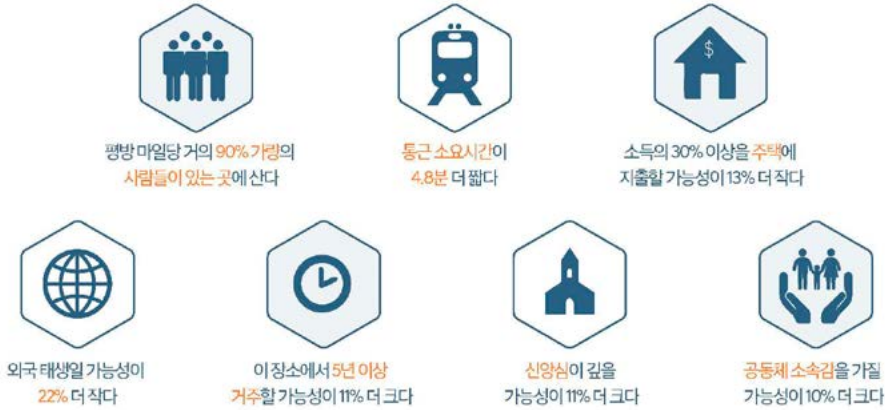 $
평방 마일당 거의 90% 가량의
사람들이 있는 곳에 산다
통근 소요시간이
4.8분 더 짧다
소득의 30% 이상을 주택에
지출할 가능성이 13% 더 작다
외국 태생일 가능성이
22% 더 작다
이 장소에서 5년 이상
거주할 가능성이 11% 더 크다
신앙심이 깊을
가능성이 11% 더 크다
공동체 소속감을 가질
가능성이 10% 더 크다